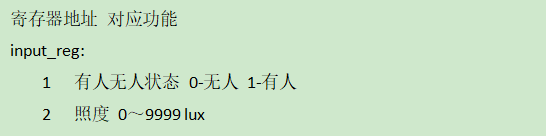 寄存器地址 对应功能
input_reg:
1 有人无人状态 0-无人 1-有人
2 照度 0～9999 lux